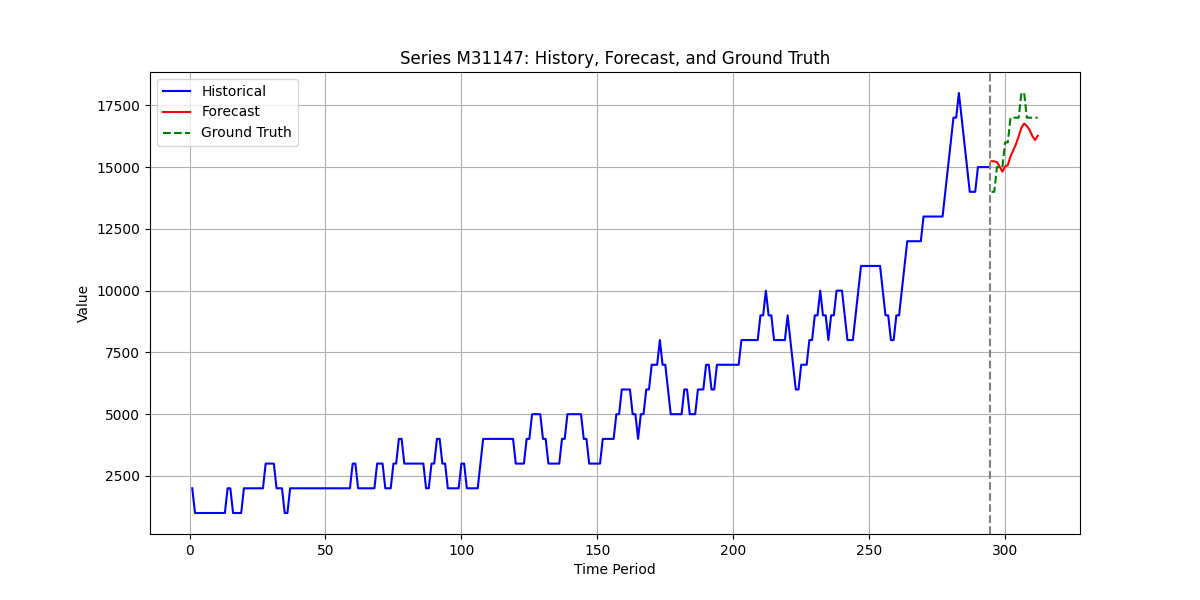 Series M31147: History, Forecast, and Ground Truth
Historical
Forecast
Ground Truth
17500
15000
12500
10000
7500
5000
2500
Value
0
50
100
150
200
250
300
Time Period